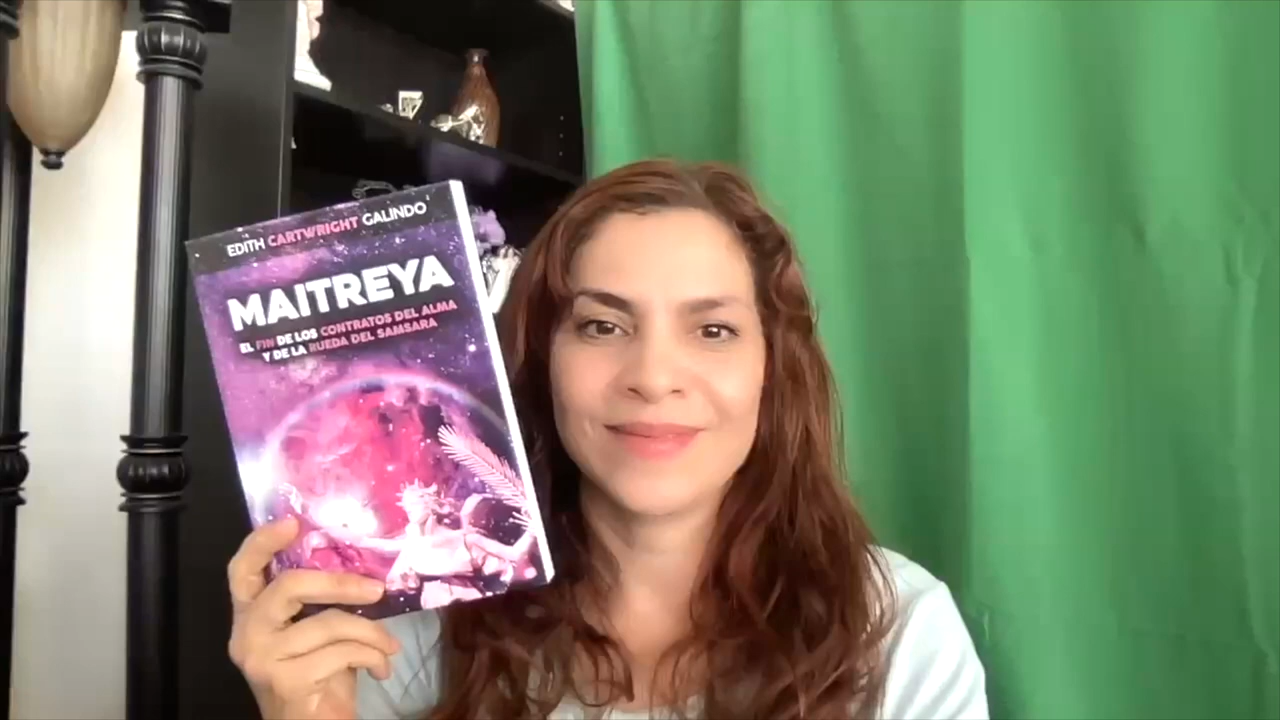 EDITH CARTWRIGHT GALINDO
MAITREYA
EL FIN DE LOS CONTRATOS DEL ALMA
Y DE LA RUEDA DEL SAMSARA